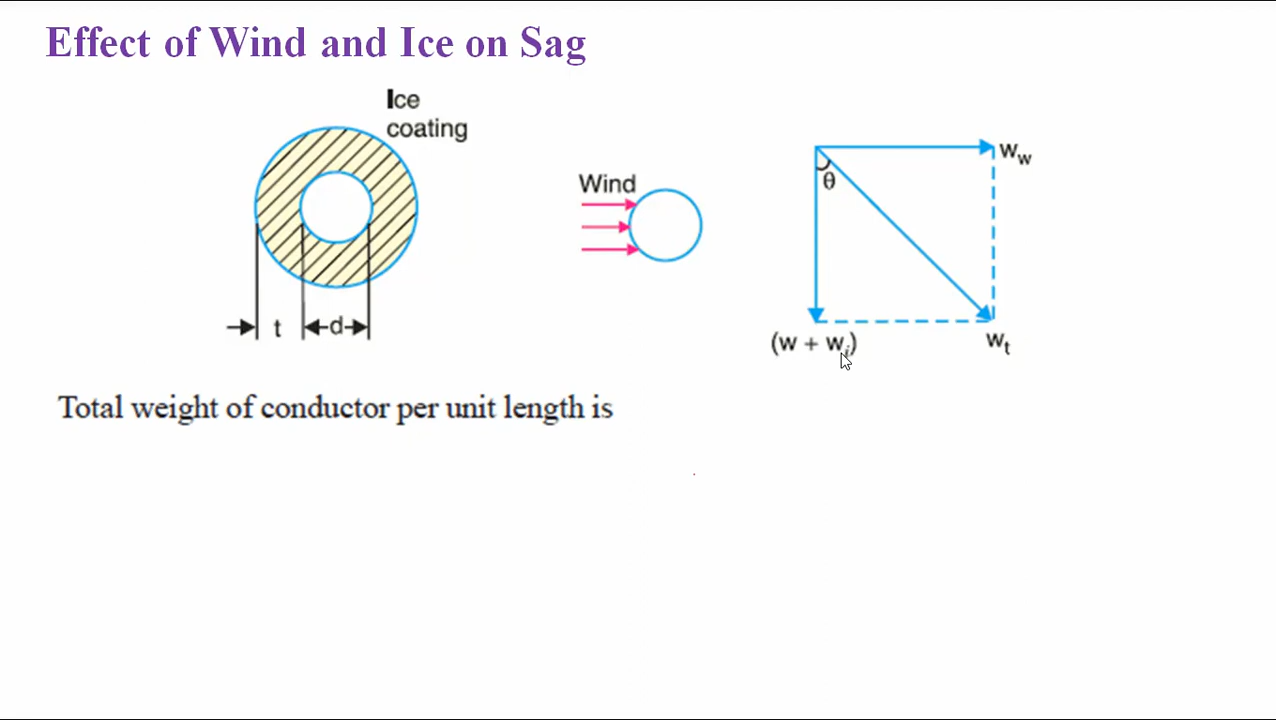 Effect of Wind and Ice on Sag
Ice
coating
Wind
w_w
θ
t
d
(w + w_i)
w_t
Total weight of conductor per unit length is